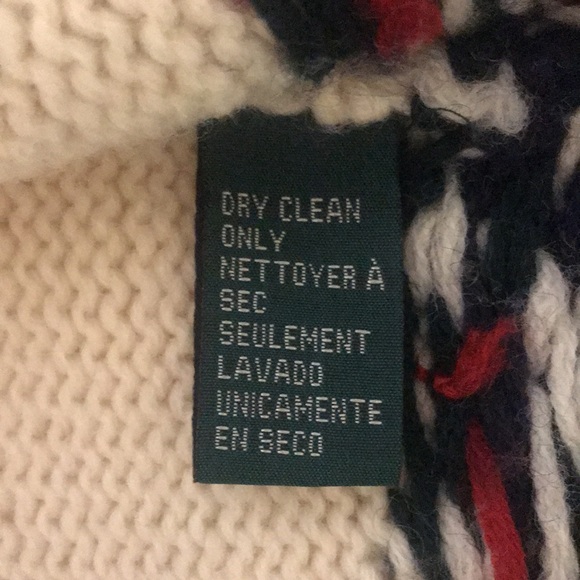 DRY CLEAN
ONLY
NETTOYER À
SEC
SEULEMENT
LAVADO
UNICAMENTE
EN SECO